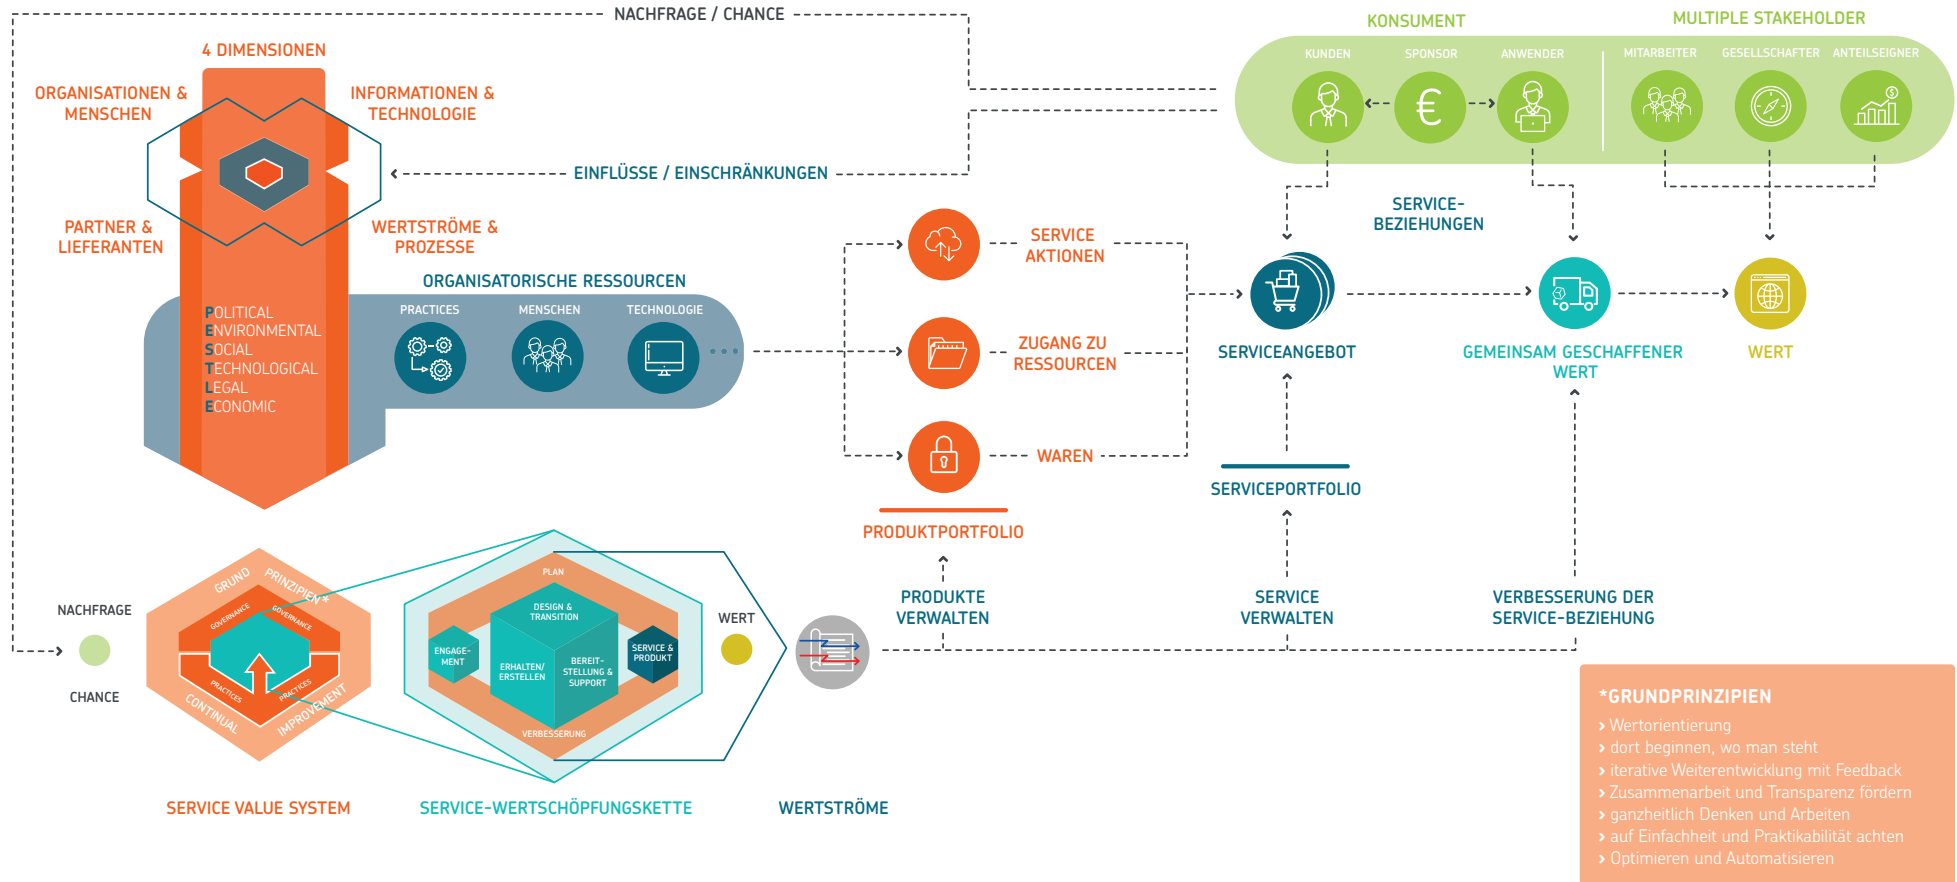 NACHFRAGE / CHANCE
KONSUMENT
MULTIPLE STAKEHOLDER
KUNDEN
SPONSOR
ANWENDER
MITARBEITER
GESELLSCHAFTER
ANTEILSEIGNER
€
$
4 DIMENSIONEN
ORGANISATIONEN &
MENSCHEN
INFORMATIONEN &
TECHNOLOGIE
EINFLÜSSE / EINSCHRÄNKUNGEN
PARTNER &
LIEFERANTEN
WERTSTRÖME &
PROZESSE
SERVICE-
BEZIEHUNGEN
ORGANISATORISCHE RESSOURCEN
PRACTICES
MENSCHEN
TECHNOLOGIE
POLITICAL
ENVIRONMENTAL
SOCIAL
TECHNOLOGICAL
LEGAL
ECONOMIC
SERVICE
AKTIONEN
ZUGANG ZU
RESSOURCEN
WAREN
SERVICEANGEBOT
GEMEINSAM GESCHAFFENER
WERT
WERT
PRODUKTPORTFOLIO
SERVICEPORTFOLIO
PRODUKTE
VERWALTEN
SERVICE
VERWALTEN
VERBESSERUNG DER
SERVICE-BEZIEHUNG
NACHFRAGE
CHANCE
GRUND
PRINZIPIEN*
GOVERNANCE
GOVERNANCE
PRACTICES
PRACTICES
CONTINUAL
IMPROVEMENT
SERVICE VALUE SYSTEM
PLAN
DESIGN &
TRANSITION
ENGAGE-
MENT
ERHALTEN/
ERSTELLEN
BEREIT-
STELLUNG &
SUPPORT
SERVICE &
PRODUKT
VERBESSERUNG
SERVICE-WERTSCHÖPFUNGSKETTE
WERT
WERTSTRÖME
*GRUNDPRINZIPIEN
› Wertorientierung
› dort beginnen, wo man steht
› iterative Weiterentwicklung mit Feedback
› Zusammenarbeit und Transparenz fördern
› ganzheitlich Denken und Arbeiten
› auf Einfachheit und Praktikabilität achten
› Optimieren und Automatisieren